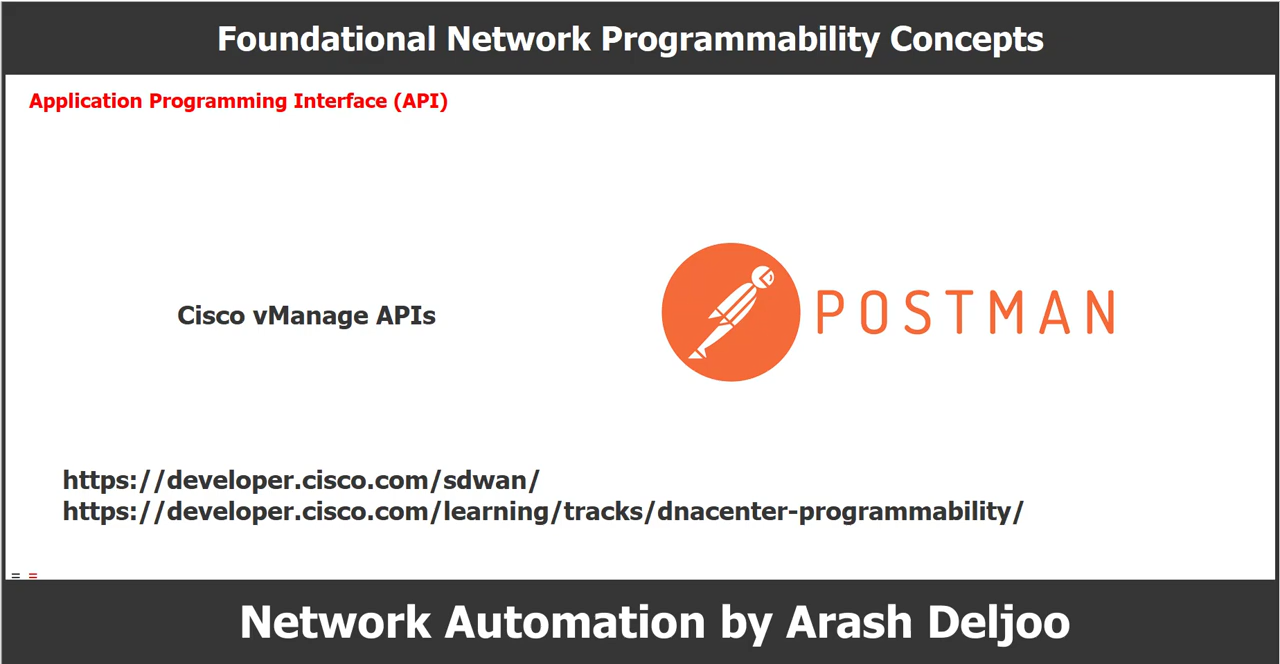 Foundational Network Programmability Concepts
Application Programming Interface (API)
Cisco vManage APIs
POSTMAN
https://developer.cisco.com/sdwan/
https://developer.cisco.com/learning/tracks/dnacenter-programmability/
= =
Network Automation by Arash Deljoo